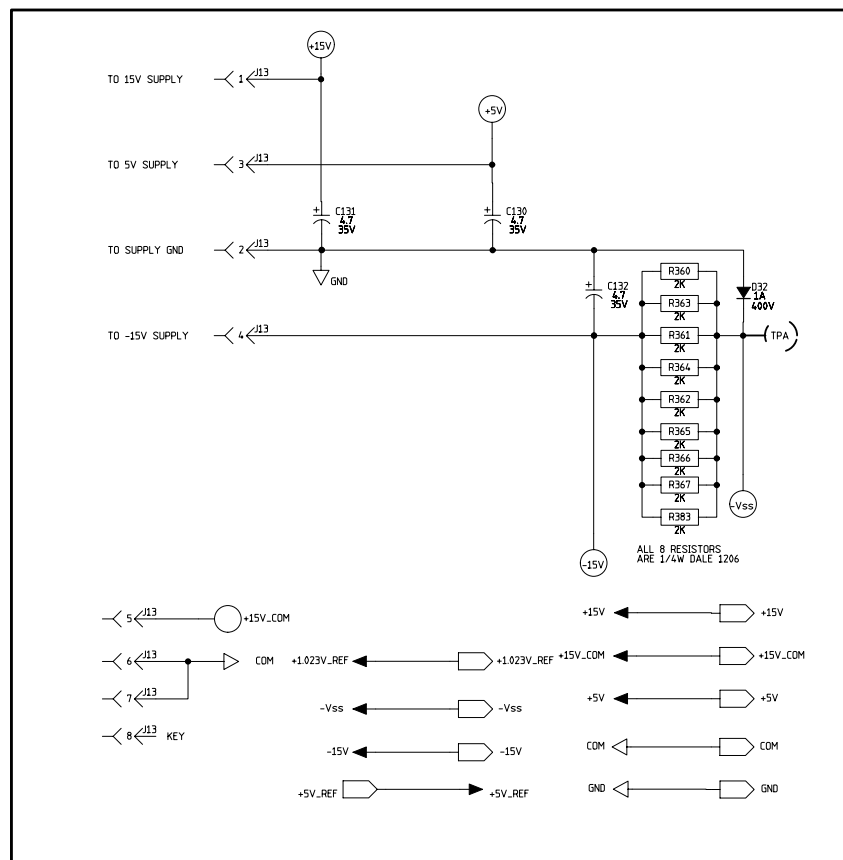 +15V
TO 15V SUPPLY 1 J13
+5V
TO 5V SUPPLY 3 J13
+ C131
4.7
35V
+ C130
4.7
35V
TO SUPPLY GND 2 J13
GND
+ C132
4.7
35V
R360
2K
D32
1A
400V
R363
2K
TO -15V SUPPLY 4 J13
R361
2K
TPA
R364
2K
R362
2K
R365
2K
R366
2K
R367
2K
-Vss
R383
2K
ALL 8 RESISTORS
ARE 1/4W DALE 1206
-15V
5 J13 +15V_COM
6 J13 COM
7 J13
8 J13 KEY
+1.023V_REF +1.023V_REF
-Vss -Vss
-15V -15V
+5V_REF +5V_REF
+15V +15V
+15V_COM +15V_COM
+5V +5V
COM COM
GND GND